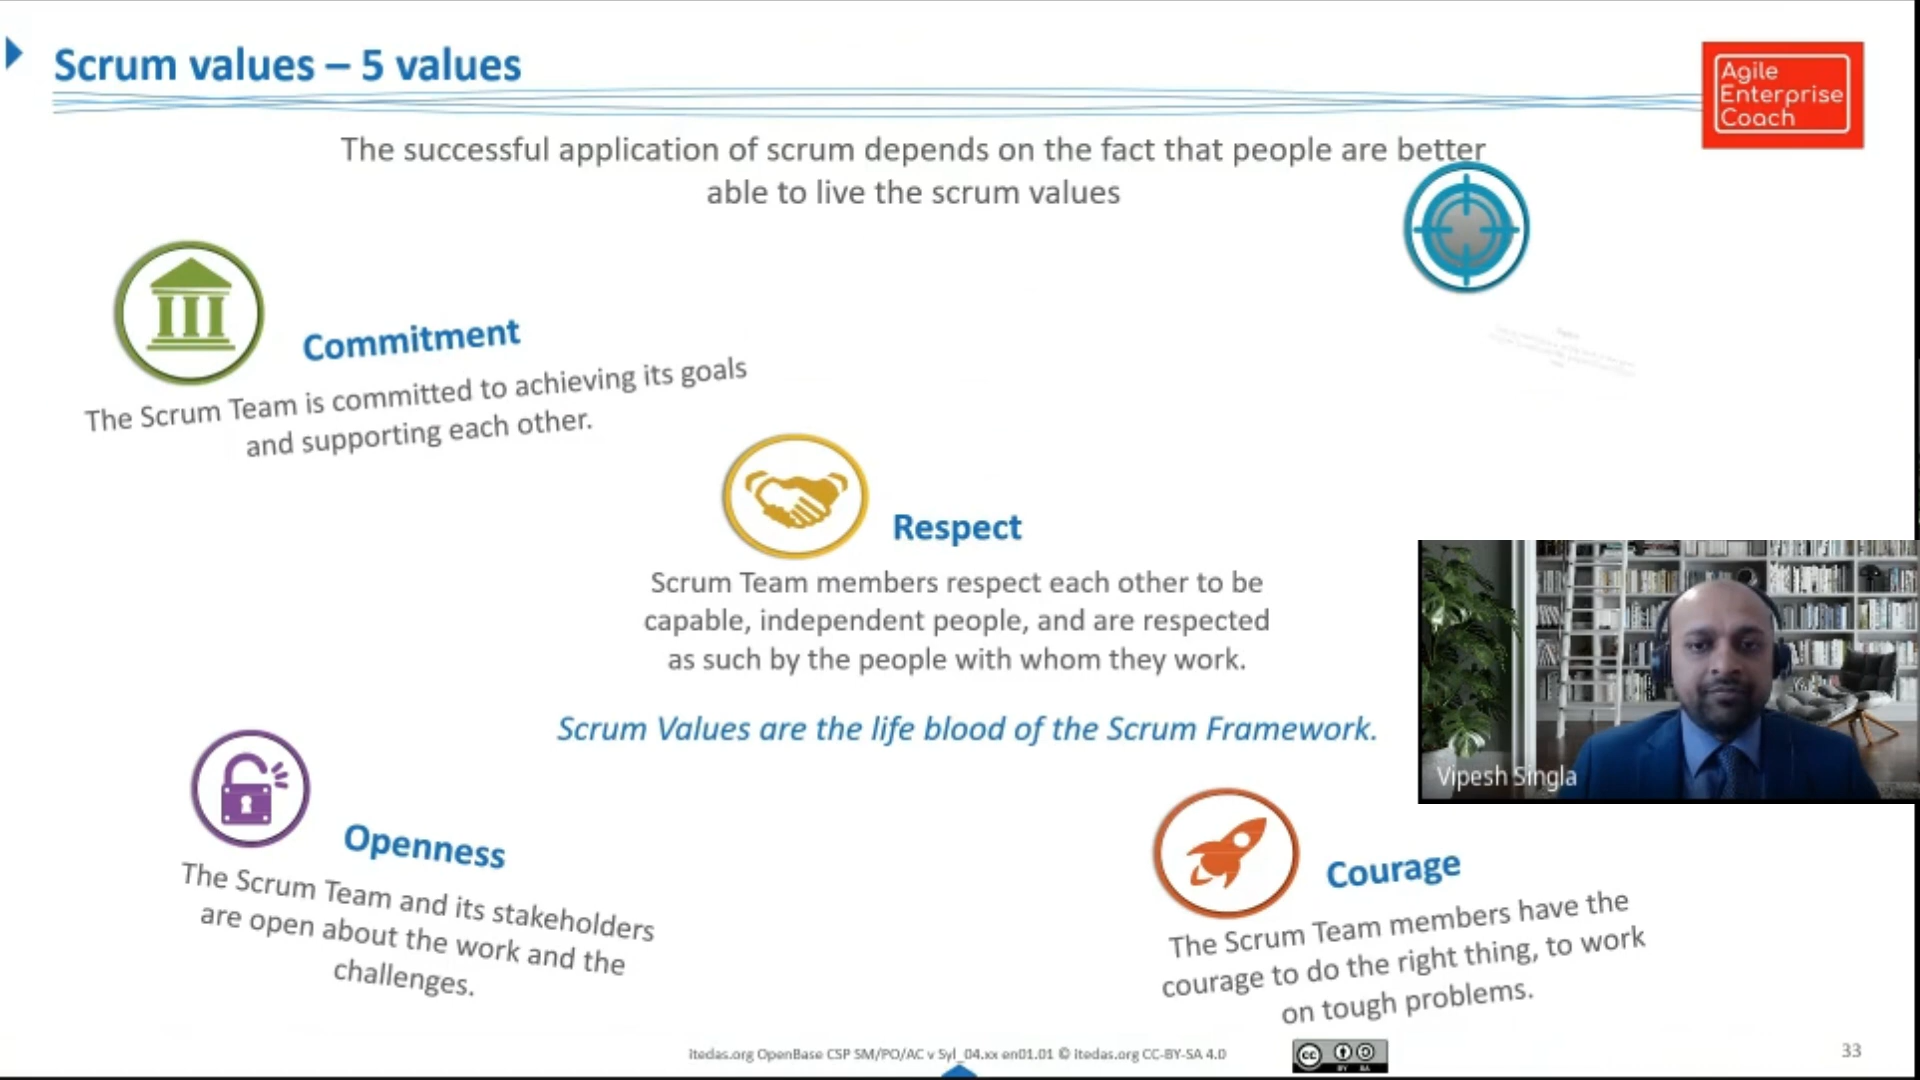 Scrum values – 5 values
Agile
Enterprise
Coach
The successful application of scrum depends on the fact that people are better
able to live the scrum values
Commitment
The Scrum Team is committed to achieving its goals
and supporting each other.
Respect
Scrum Team members respect each other to be
capable, independent people, and are respected
as such by the people with whom they work.
Scrum Values are the life blood of the Scrum Framework.
Vipesh Singla
Openness
The Scrum Team and its stakeholders
are open about the work and the
challenges.
Courage
The Scrum Team members have the
courage to do the right thing, to work
on tough problems.
itedas.org OpenBase CSP SM/PO/AC v Syl_04.xx en01.01 © itedas.org CC-BY-SA 4.0
cc
BY SA
33